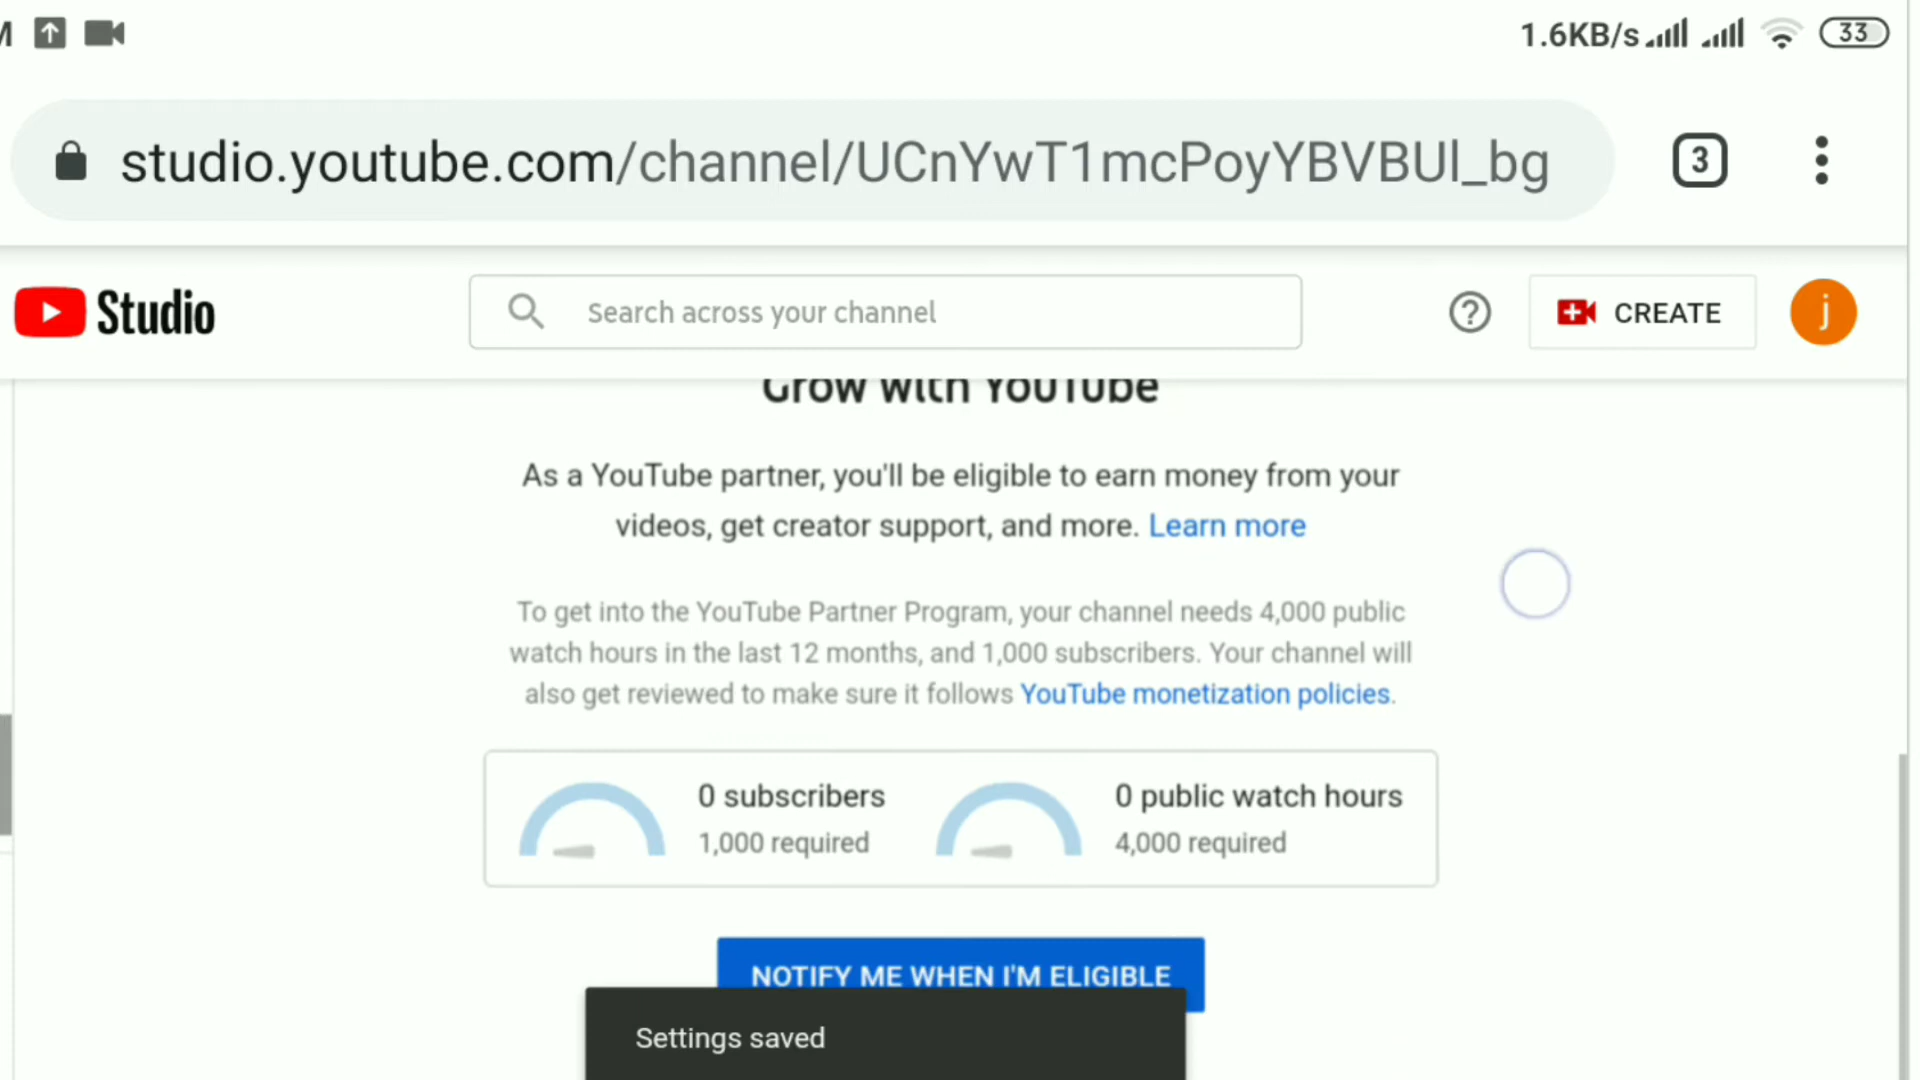 M
1.6KB/s
33
studio.youtube.com/channel/UCnYwT1mcPoyYBVBUl_bg
3
Studio
Search across your channel
CREATE
j
Grow with YouTube
As a YouTube partner, you'll be eligible to earn money from your
videos, get creator support, and more. Learn more
To get into the YouTube Partner Program, your channel needs 4,000 public
watch hours in the last 12 months, and 1,000 subscribers. Your channel will
also get reviewed to make sure it follows YouTube monetization policies.
0 subscribers
1,000 required
0 public watch hours
4,000 required
NOTIFY ME WHEN I'M ELIGIBLE
Settings saved